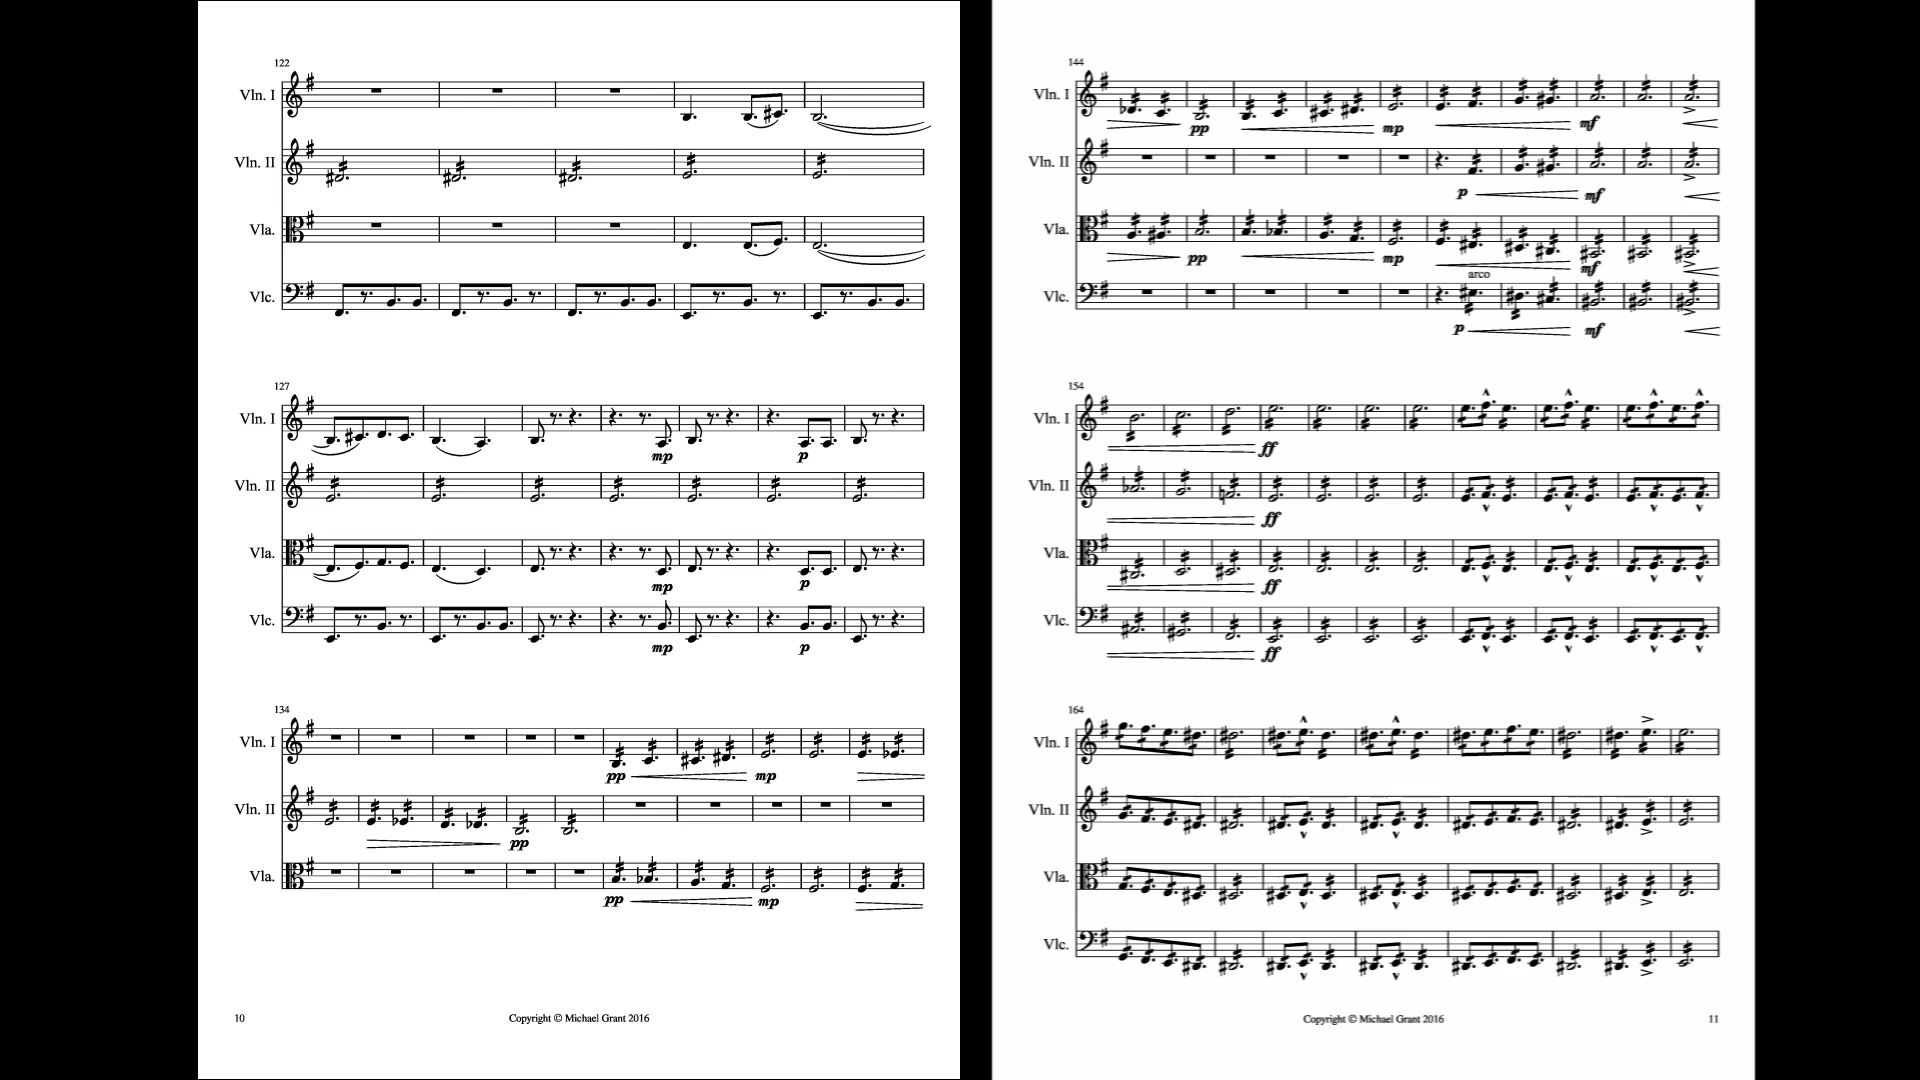 122
Vln. I
Vln. II
Vla.
Vlc.
127
Vln. I
mp p
Vln. II
Vla.
mp p
Vlc.
mp p
134
Vln. I
pp mp
Vln. II
pp
Vla.
pp mp
10 Copyright © Michael Grant 2016
144
Vln. I
pp mp mf
Vln. II
p mf
Vla.
pp mp mf
arco
Vlc.
p mf
154
Vln. I
ff
Vln. II
ff
Vla.
ff
Vlc.
ff
164
Vln. I
Vln. II
Vla.
Vlc.
Copyright © Michael Grant 2016 11